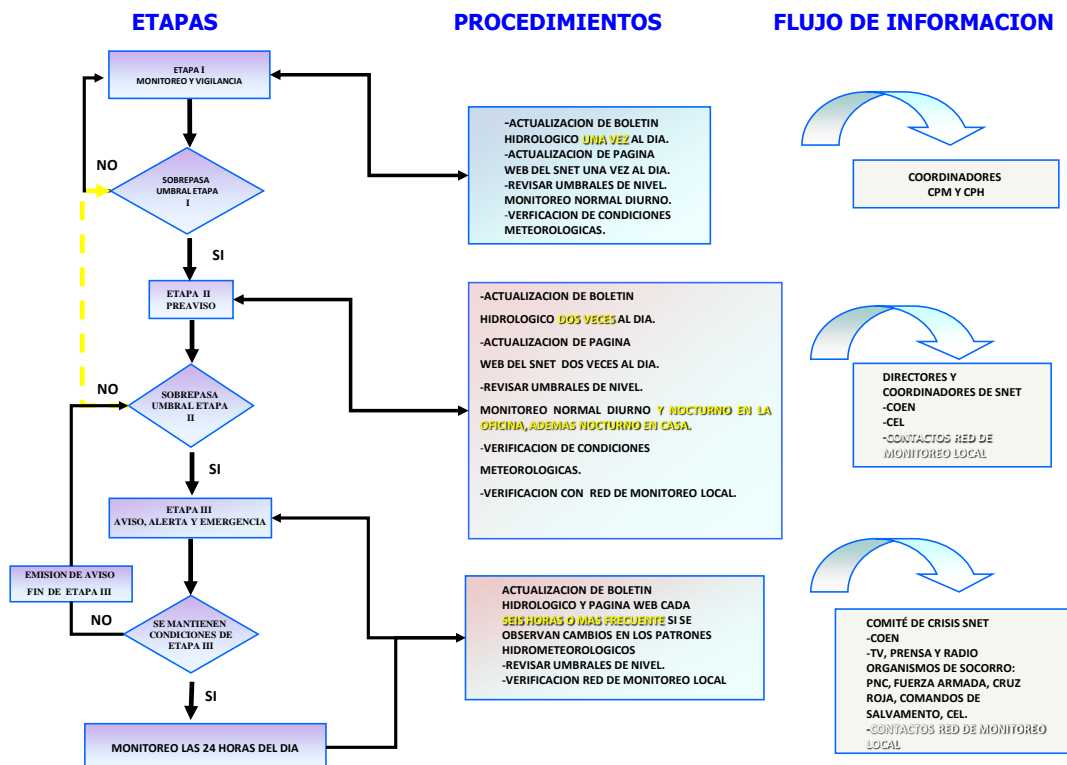 ETAPAS
PROCEDIMIENTOS
FLUJO DE INFORMACION
ETAPA I
MONITOREO Y VIGILANCIA
NO
SOBREPASA
UMBRAL ETAPA
I
SI
ETAPA II
PREAVISO
NO
SOBREPASA
UMBRAL ETAPA
II
SI
ETAPA III
AVISO, ALERTA Y EMERGENCIA
EMISION DE AVISO
FIN DE ETAPA III
NO
SE MANTIENEN
CONDICIONES DE
ETAPA III
SI
MONITOREO LAS 24 HORAS DEL DIA
-ACTUALIZACION DE BOLETIN
HIDROLOGICO UNA VEZ AL DIA.
-ACTUALIZACION DE PAGINA
WEB DEL SNET UNA VEZ AL DIA.
-REVISAR UMBRALES DE NIVEL.
MONITOREO NORMAL DIURNO.
-VERFICACION DE CONDICIONES
METEOROLOGICAS.
-ACTUALIZACION DE BOLETIN
HIDROLOGICO DOS VECES AL DIA.
-ACTUALIZACION DE PAGINA
WEB DEL SNET DOS VECES AL DIA.
-REVISAR UMBRALES DE NIVEL.
MONITOREO NORMAL DIURNO Y NOCTURNO EN LA
OFICINA, ADEMAS NOCTURNO EN CASA.
-VERIFICACION DE CONDICIONES
METEOROLOGICAS.
-VERIFICACION CON RED DE MONITOREO LOCAL.
ACTUALIZACION DE BOLETIN
HIDROLOGICO Y PAGINA WEB CADA
SEIS HORAS O MAS FRECUENTE SI SE
OBSERVAN CAMBIOS EN LOS PATRONES
HIDROMETEOROLOGICOS
-REVISAR UMBRALES DE NIVEL.
-VERIFICACION RED DE MONITOREO LOCAL
COORDINADORES
CPM Y CPH
DIRECTORES Y
COORDINADORES DE SNET
-COEN
-CEL
-CONTACTOS RED DE
MONITOREO LOCAL
COMITÉ DE CRISIS SNET
-COEN
-TV, PRENSA Y RADIO
ORGANISMOS DE SOCORRO:
PNC, FUERZA ARMADA, CRUZ
ROJA, COMANDOS DE
SALVAMENTO, CEL.
-CONTACTOS RED DE MONITOREO
LOCAL